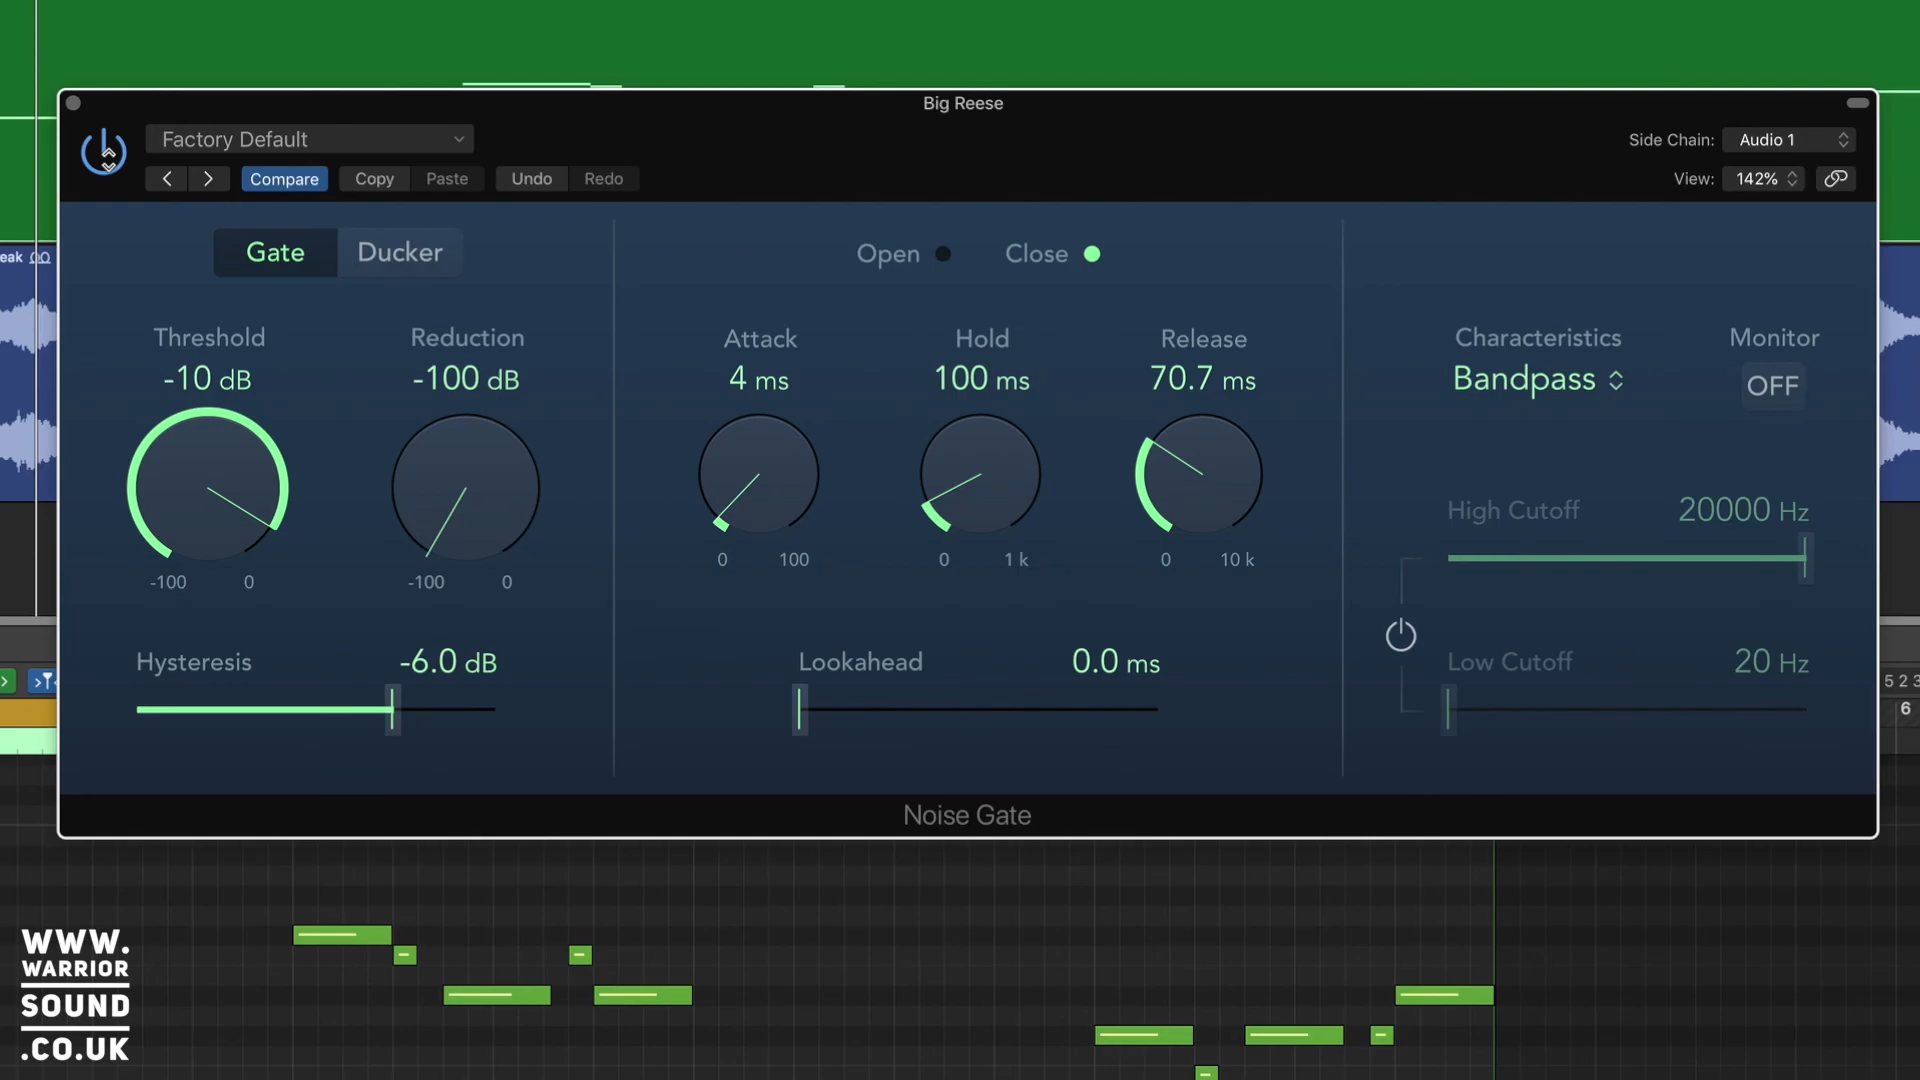 Big Reese
Factory Default
Side Chain: Audio 1
Compare Copy Paste Undo Redo
View: 142%
Gate Ducker
Open Close
eak
Threshold Reduction Attack Hold Release Characteristics Monitor
-10 dB -100 dB 4 ms 100 ms 70.7 ms Bandpass OFF
High Cutoff 20000 Hz
0 100 0 1 k 0 10 k
-100 0 -100 0
Hysteresis -6.0 dB Lookahead 0.0 ms Low Cutoff 20 Hz
5 2 3
6
Noise Gate
WWW.
WARRIOR
SOUND
.CO.UK